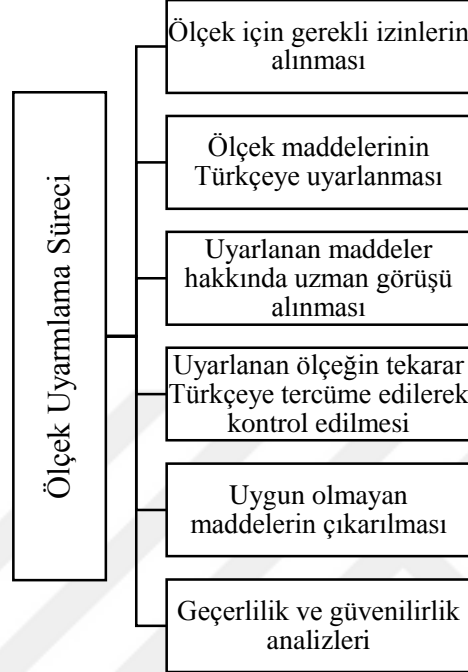 Ölçek Uyarmlama Süreci
Ölçek için gerekli izinlerin
alınması
Ölçek maddelerinin
Türkçeye uyarlanması
Uyarlanan maddeler
hakkında uzman görüşü
alınması
Uyarlanan ölçeğin tekarar
Türkçeye tercüme edilerek
kontrol edilmesi
Uygun olmayan
maddelerin çıkarılması
Geçerlilik ve güvenilirlik
analizleri